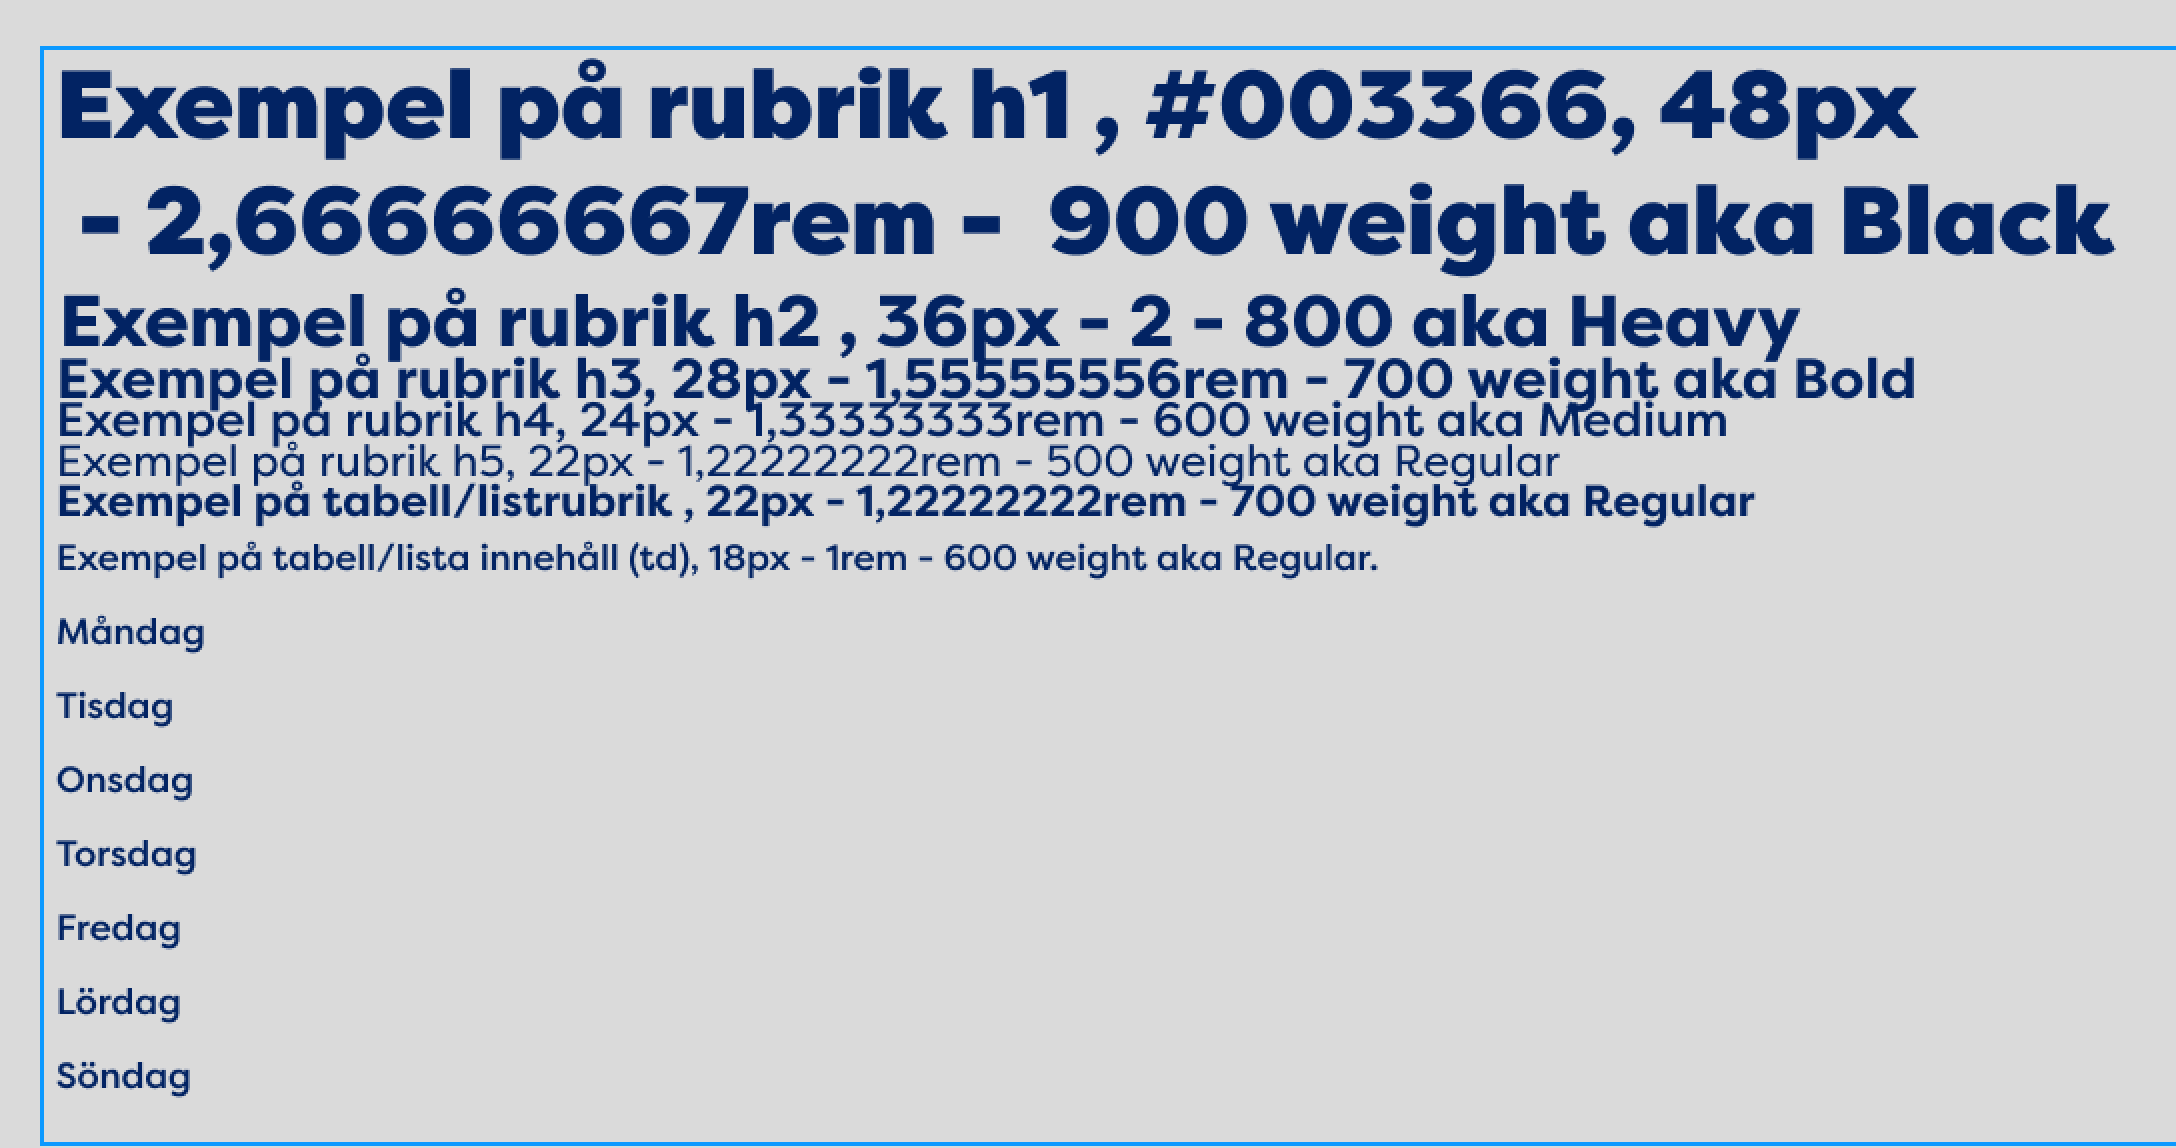 Exempel på rubrik h1 , #003366, 48px
- 2,66666667rem - 900 weight aka Black
Exempel på rubrik h2 , 36px - 2 - 800 aka Heavy
Exempel på rubrik h3, 28px - 1,55555556rem - 700 weight aka Bold
Exempel på rubrik h4, 24px - 1,33333333rem - 600 weight aka Medium
Exempel på rubrik h5, 22px - 1,22222222rem - 500 weight aka Regular
Exempel på tabell/listrubrik , 22px - 1,22222222rem - 700 weight aka Regular
Exempel på tabell/lista innehåll (td), 18px - 1rem - 600 weight aka Regular.
Måndag
Tisdag
Onsdag
Torsdag
Fredag
Lördag
Söndag